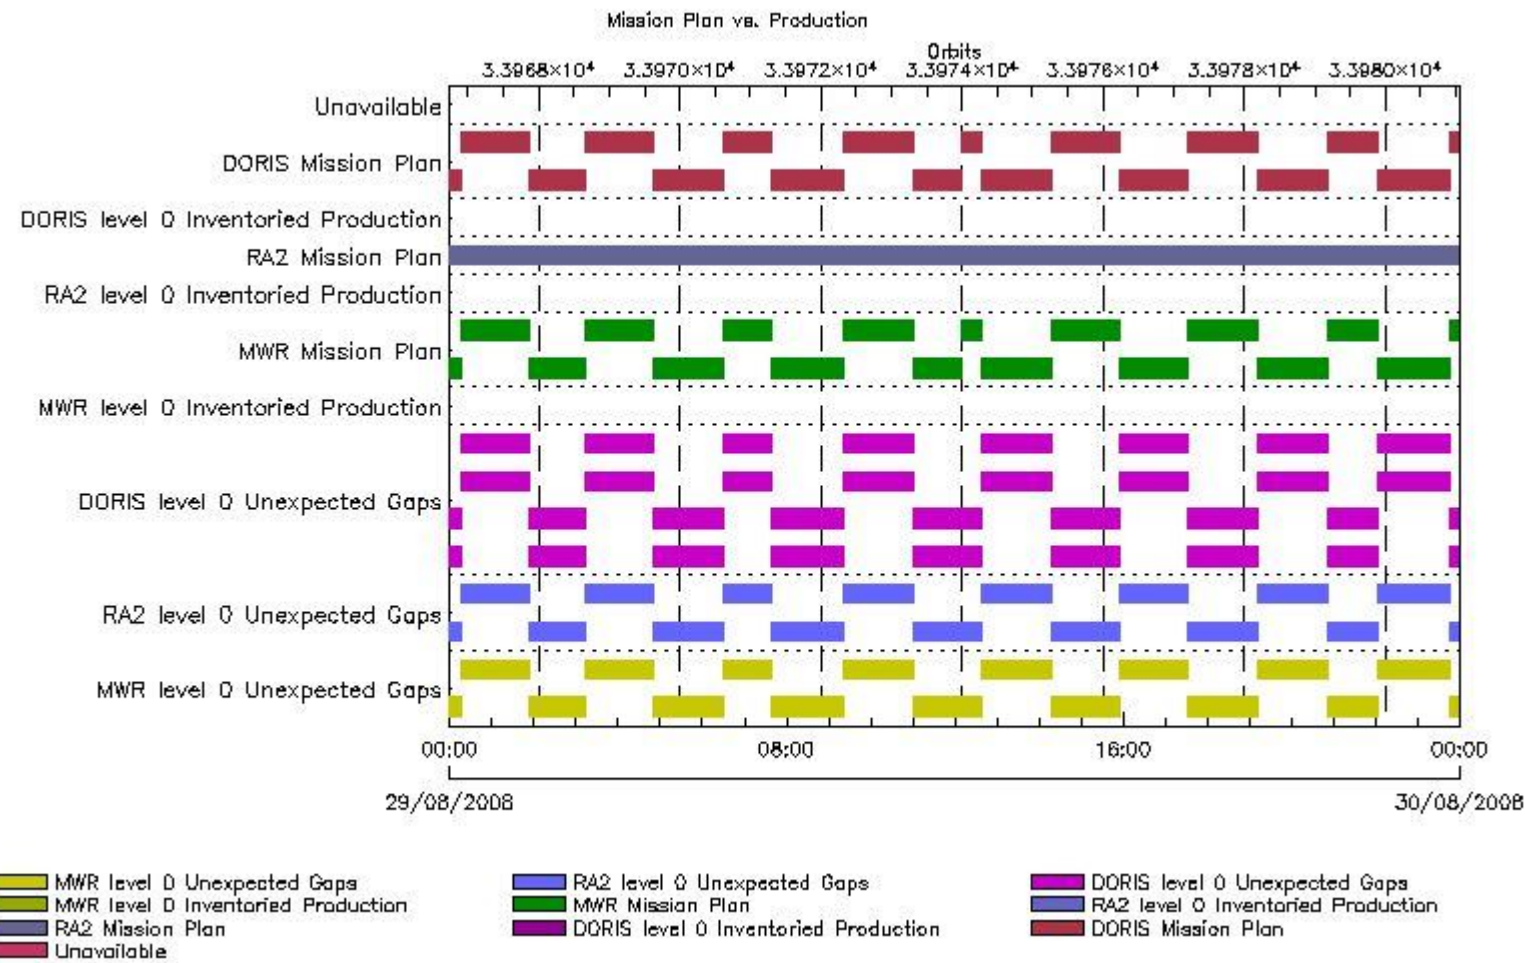 Mission Plan vs. Production
Orbits
3.3968×10⁴ 3.3970×10⁴ 3.3972×10⁴ 3.3974×10⁴ 3.3976×10⁴ 3.3978×10⁴ 3.3980×10⁴
Unavailable
DORIS Mission Plan
DORIS level 0 Inventoried Production
RA2 Mission Plan
RA2 level 0 Inventoried Production
MWR Mission Plan
MWR level 0 Inventoried Production
DORIS level 0 Unexpected Gaps
RA2 level 0 Unexpected Gaps
MWR level 0 Unexpected Gaps
00:00 08:00 16:00 00:00
29/08/2008 30/08/2008
MWR level 0 Unexpected Gaps RA2 level 0 Unexpected Gaps DORIS level 0 Unexpected Gaps
MWR level 0 Inventoried Production MWR Mission Plan RA2 level 0 Inventoried Production
RA2 Mission Plan DORIS level 0 Inventoried Production DORIS Mission Plan
Unavailable